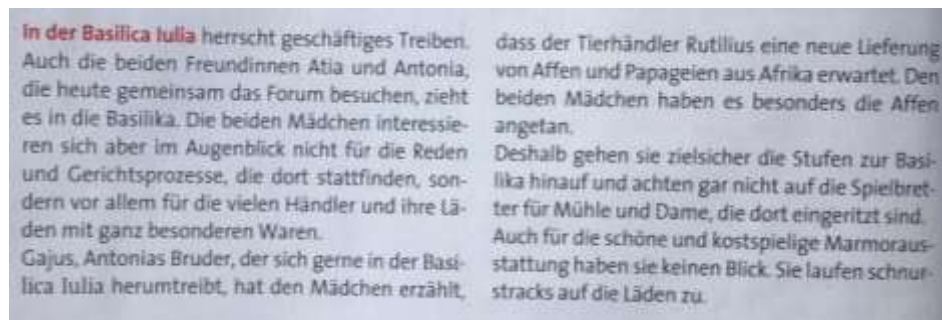 In der Basilica Iulia herrscht geschäftiges Treiben.
Auch die beiden Freundinnen Atia und Antonia,
die heute gemeinsam das Forum besuchen, zieht
es in die Basilika. Die beiden Mädchen interessie-
ren sich aber im Augenblick nicht für die Reden
und Gerichtsprozesse, die dort stattfinden, son-
dern vor allem für die vielen Händler und ihre Lä-
den mit ganz besonderen Waren.
Gajus, Antonias Bruder, der sich gerne in der Basi-
lica Iulia herumtreibt, hat den Mädchen erzählt,
dass der Tierhändler Rutilius eine neue Lieferung
von Affen und Papageien aus Afrika erwartet. Den
beiden Mädchen haben es besonders die Affen
angetan.
Deshalb gehen sie zielsicher die Stufen zur Basi-
lika hinauf und achten gar nicht auf die Spielbret-
ter für Mühle und Dame, die dort eingeritzt sind.
Auch für die schöne und kostspielige Marmoraus-
stattung haben sie keinen Blick. Sie laufen schnur-
stracks auf die Läden zu.